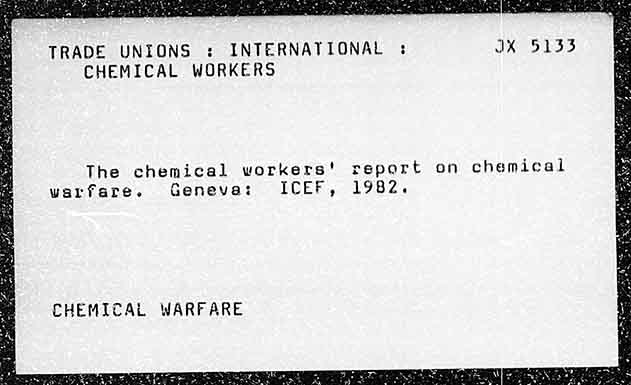 TRADE UNIONS : INTERNATIONAL : JX 5133
CHEMICAL WORKERS
The chemical workers' report on chemical
warfare. Geneva: ICEF, 1982.
CHEMICAL WARFARE